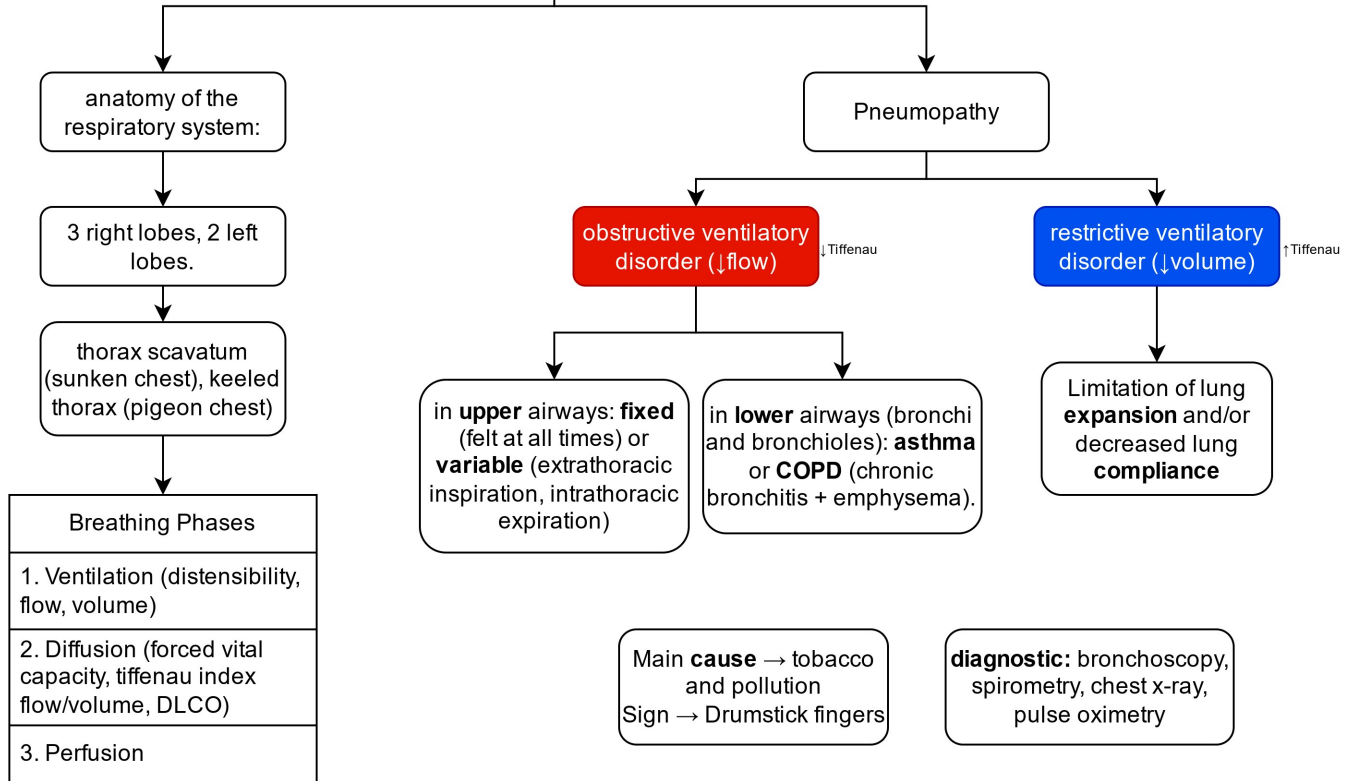 anatomy of the
respiratory system:
3 right lobes, 2 left
lobes.
thorax scavatum
(sunken chest), keeled
thorax (pigeon chest)
Breathing Phases
1. Ventilation (distensibility,
flow, volume)
2. Diffusion (forced vital
capacity, tiffenau index
flow/volume, DLCO)
3. Perfusion
Pneumopathy
obstructive ventilatory
disorder (↓flow)
↓Tiffenau
restrictive ventilatory
disorder (↓volume)
↑Tiffenau
in upper airways: fixed
(felt at all times) or
variable (extrathoracic
inspiration, intrathoracic
expiration)
in lower airways (bronchi
and bronchioles): asthma
or COPD (chronic
bronchitis + emphysema).
Limitation of lung
expansion and/or
decreased lung
compliance
Main cause → tobacco
and pollution
Sign → Drumstick fingers
diagnostic: bronchoscopy,
spirometry, chest x-ray,
pulse oximetry